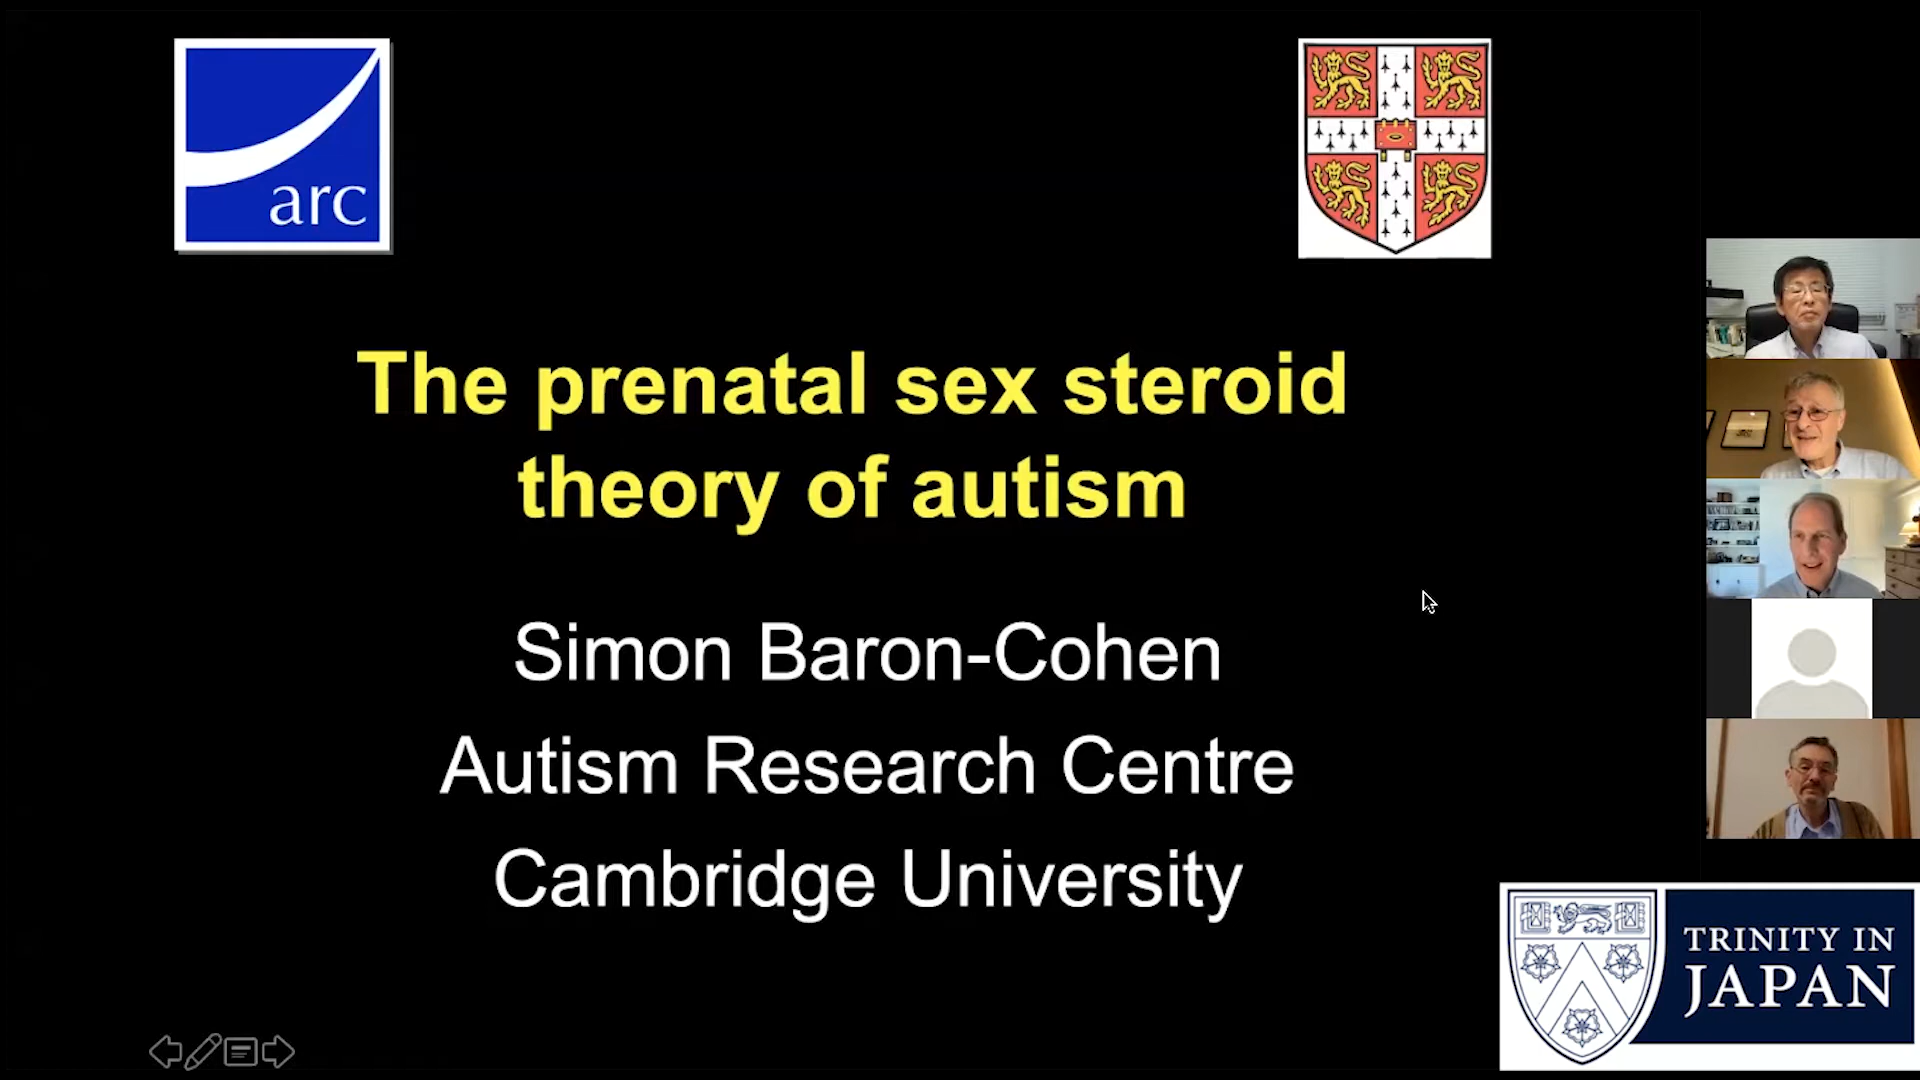 arc
The prenatal sex steroid
theory of autism
Simon Baron-Cohen
Autism Research Centre
Cambridge University
TRINITY IN
JAPAN